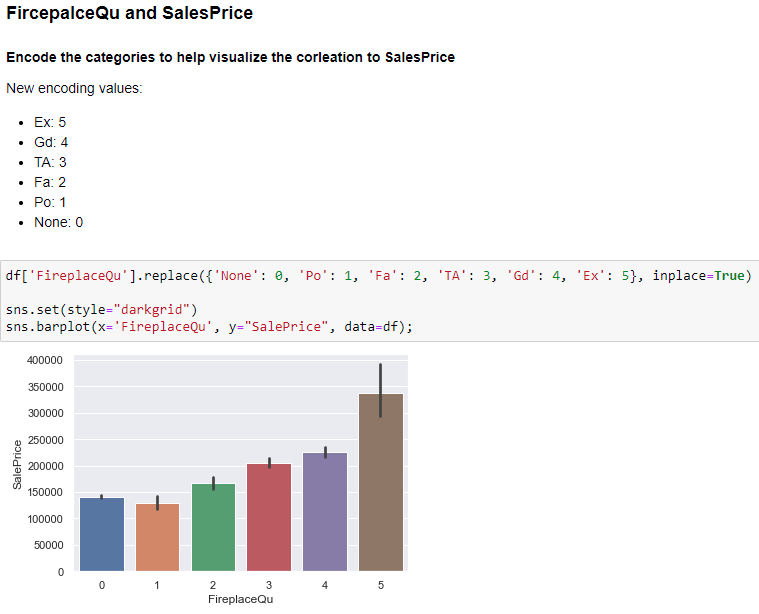 FircepalceQu and SalesPrice
Encode the categories to help visualize the corleation to SalesPrice
New encoding values:
• Ex: 5
• Gd: 4
• TA: 3
• Fa: 2
• Po: 1
• None: 0
df['FireplaceQu'].replace({'None': 0, 'Po': 1, 'Fa': 2, 'TA': 3, 'Gd': 4, 'Ex': 5}, inplace=True)
sns.set(style="darkgrid")
sns.barplot(x='FireplaceQu', y="SalePrice", data=df);
400000
350000
300000
250000
200000
150000
100000
50000
0
SalePrice
0 1 2 3 4 5
FireplaceQu